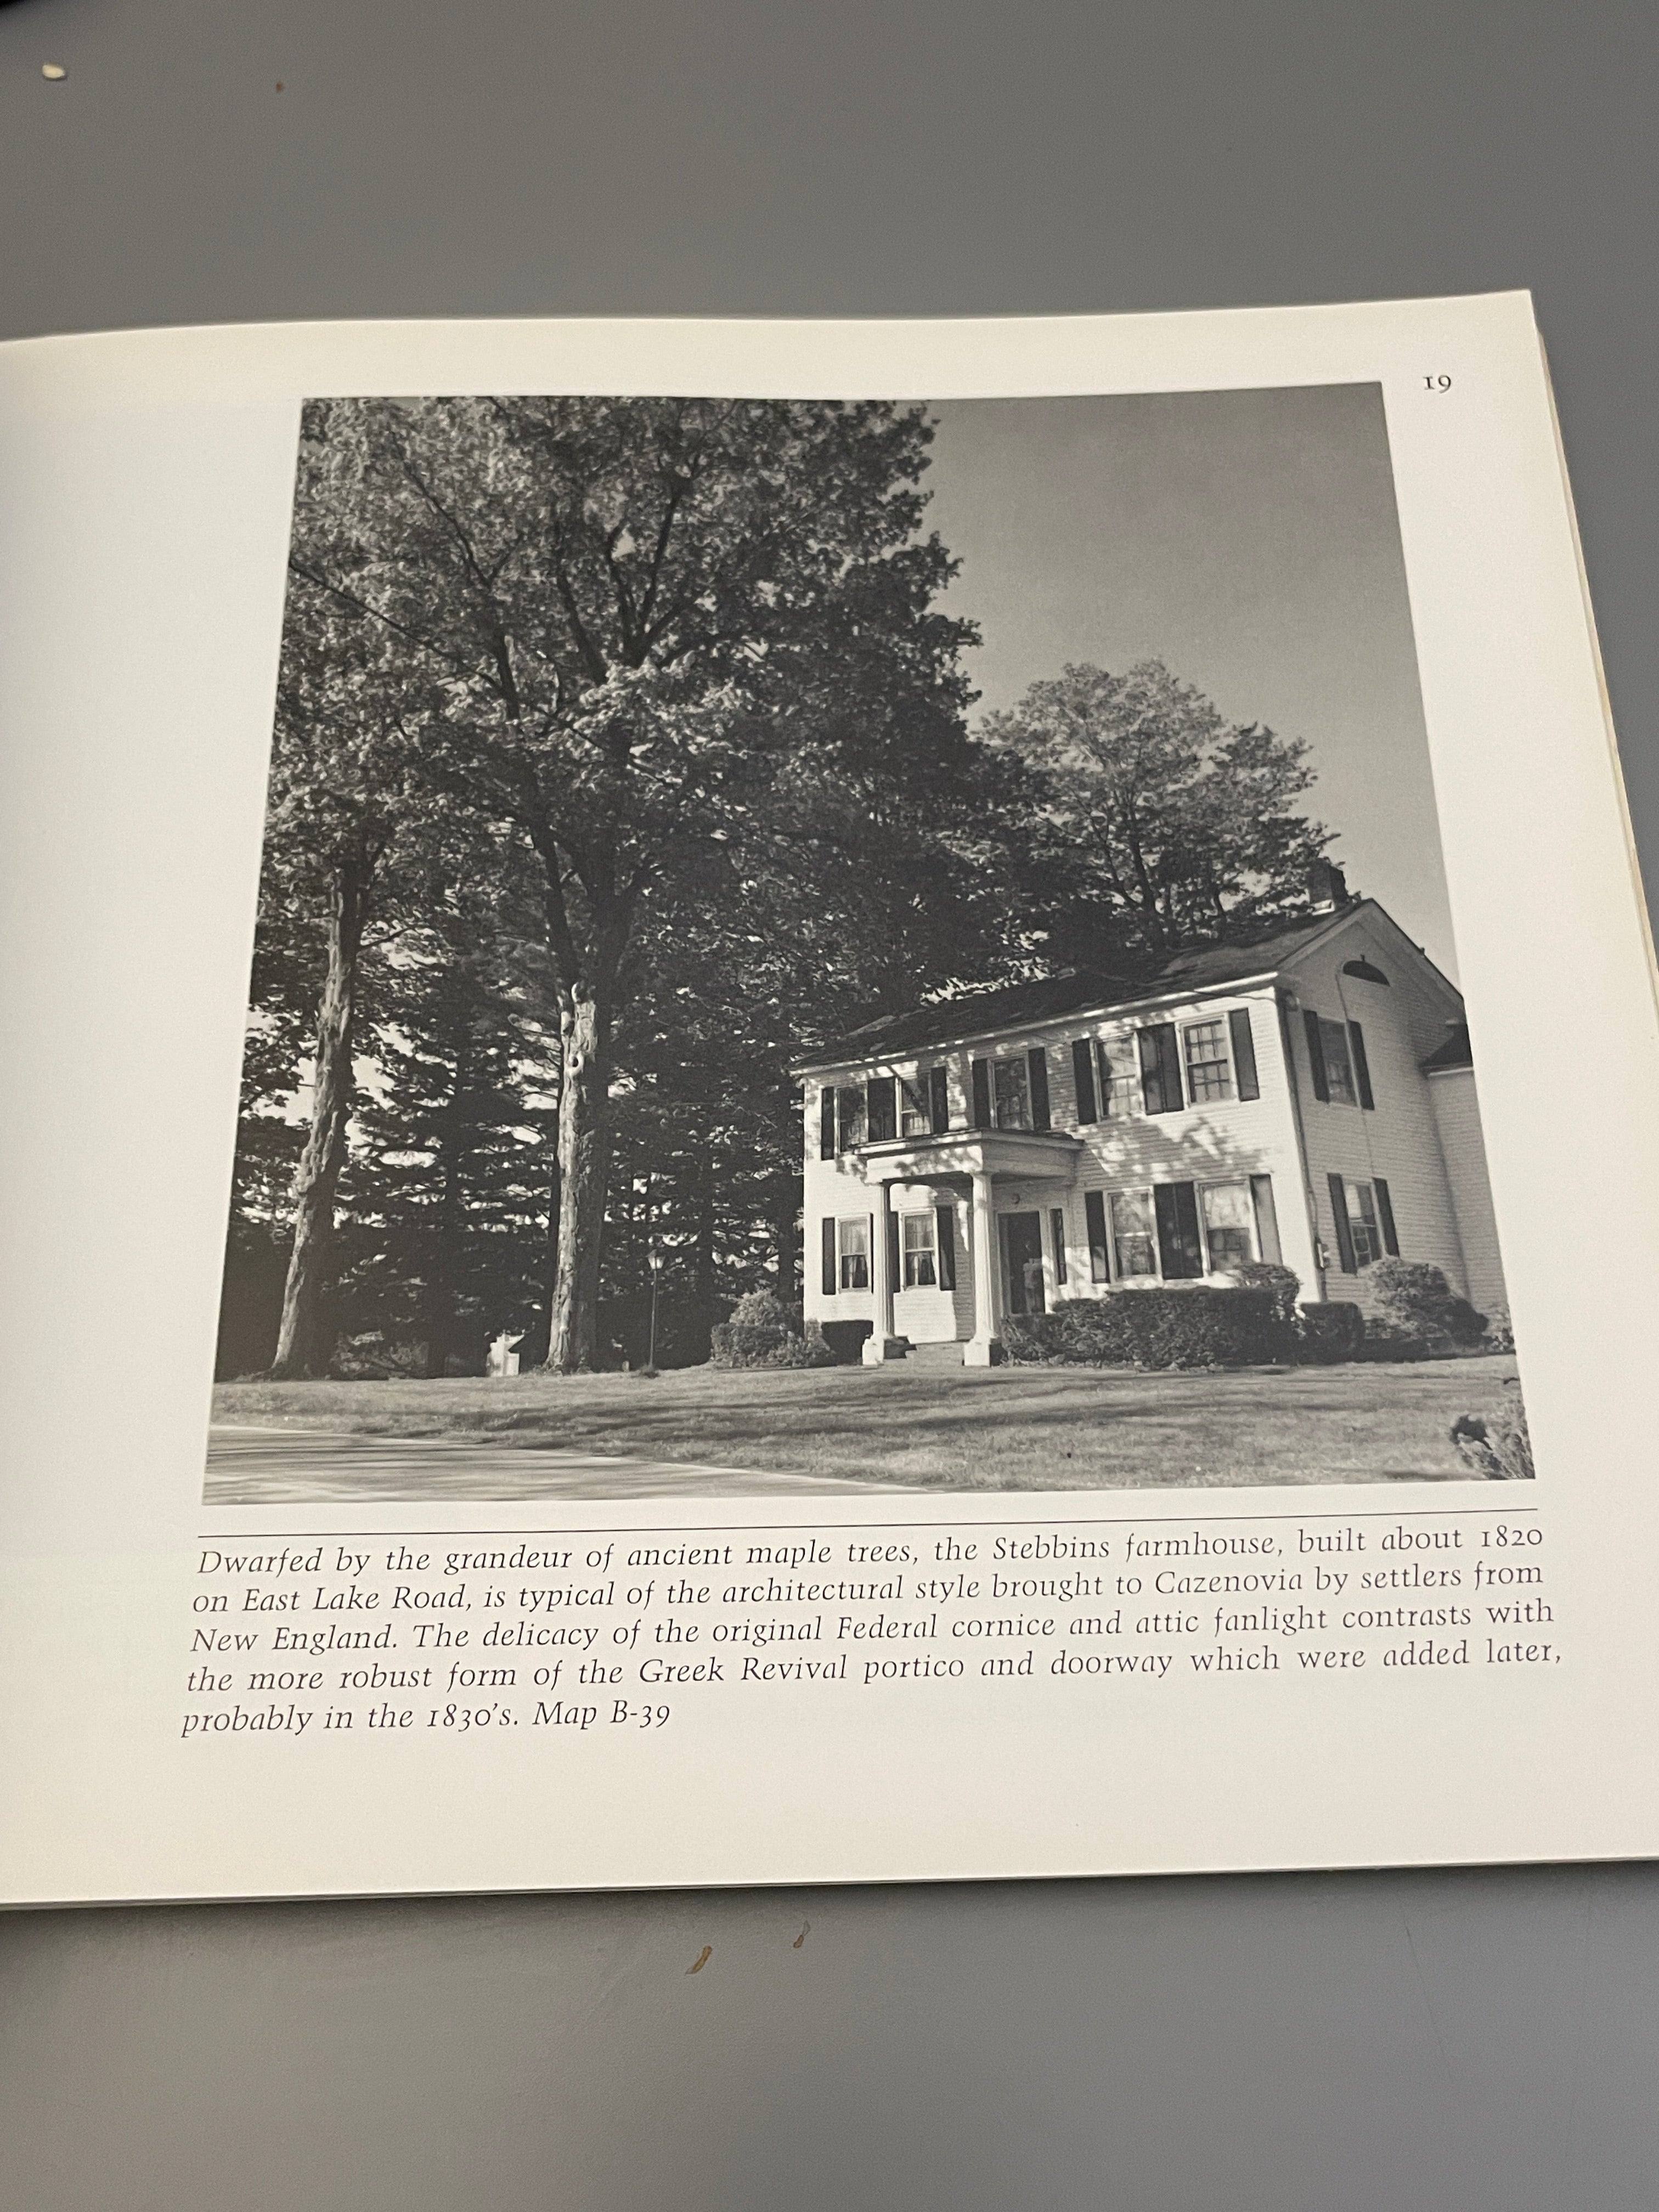 19
Dwarfed by the grandeur of ancient maple trees, the Stebbins farmhouse, built about 1820
on East Lake Road, is typical of the architectural style brought to Cazenovia by settlers from
New England. The delicacy of the original Federal cornice and attic fanlight contrasts with
the more robust form of the Greek Revival portico and doorway which were added later,
probably in the 1830's. Map B-39